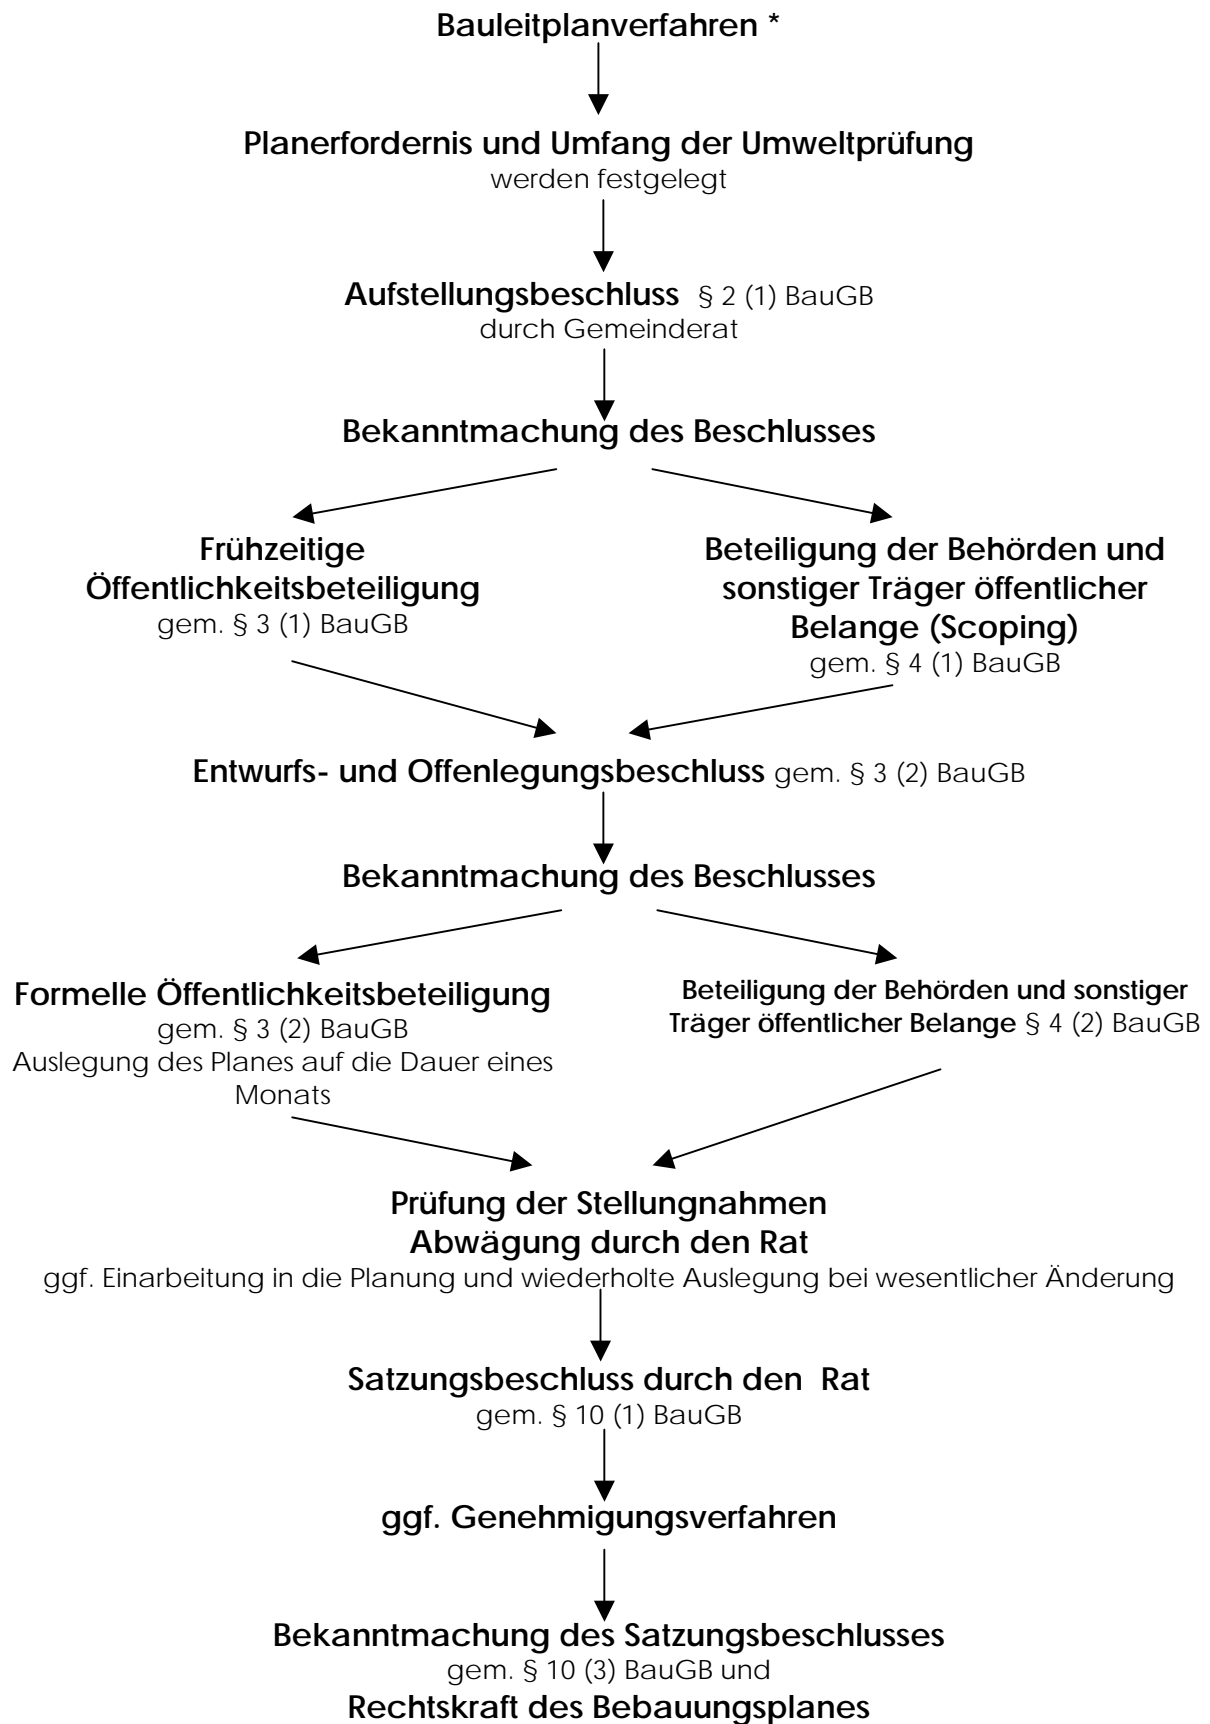 Bauleitplanverfahren *
Planerfordernis und Umfang der Umweltprüfung
werden festgelegt
Aufstellungsbeschluss § 2 (1) BauGB
durch Gemeinderat
Bekanntmachung des Beschlusses
Frühzeitige
Öffentlichkeitsbeteiligung
gem. § 3 (1) BauGB
Beteiligung der Behörden und
sonstiger Träger öffentlicher
Belange (Scoping)
gem. § 4 (1) BauGB
Entwurfs- und Offenlegungsbeschluss gem. § 3 (2) BauGB
Bekanntmachung des Beschlusses
Formelle Öffentlichkeitsbeteiligung
gem. § 3 (2) BauGB
Auslegung des Planes auf die Dauer eines
Monats
Beteiligung der Behörden und sonstiger
Träger öffentlicher Belange § 4 (2) BauGB
Prüfung der Stellungnahmen
Abwägung durch den Rat
ggf. Einarbeitung in die Planung und wiederholte Auslegung bei wesentlicher Änderung
Satzungsbeschluss durch den Rat
gem. § 10 (1) BauGB
ggf. Genehmigungsverfahren
Bekanntmachung des Satzungsbeschlusses
gem. § 10 (3) BauGB und
Rechtskraft des Bebauungsplanes